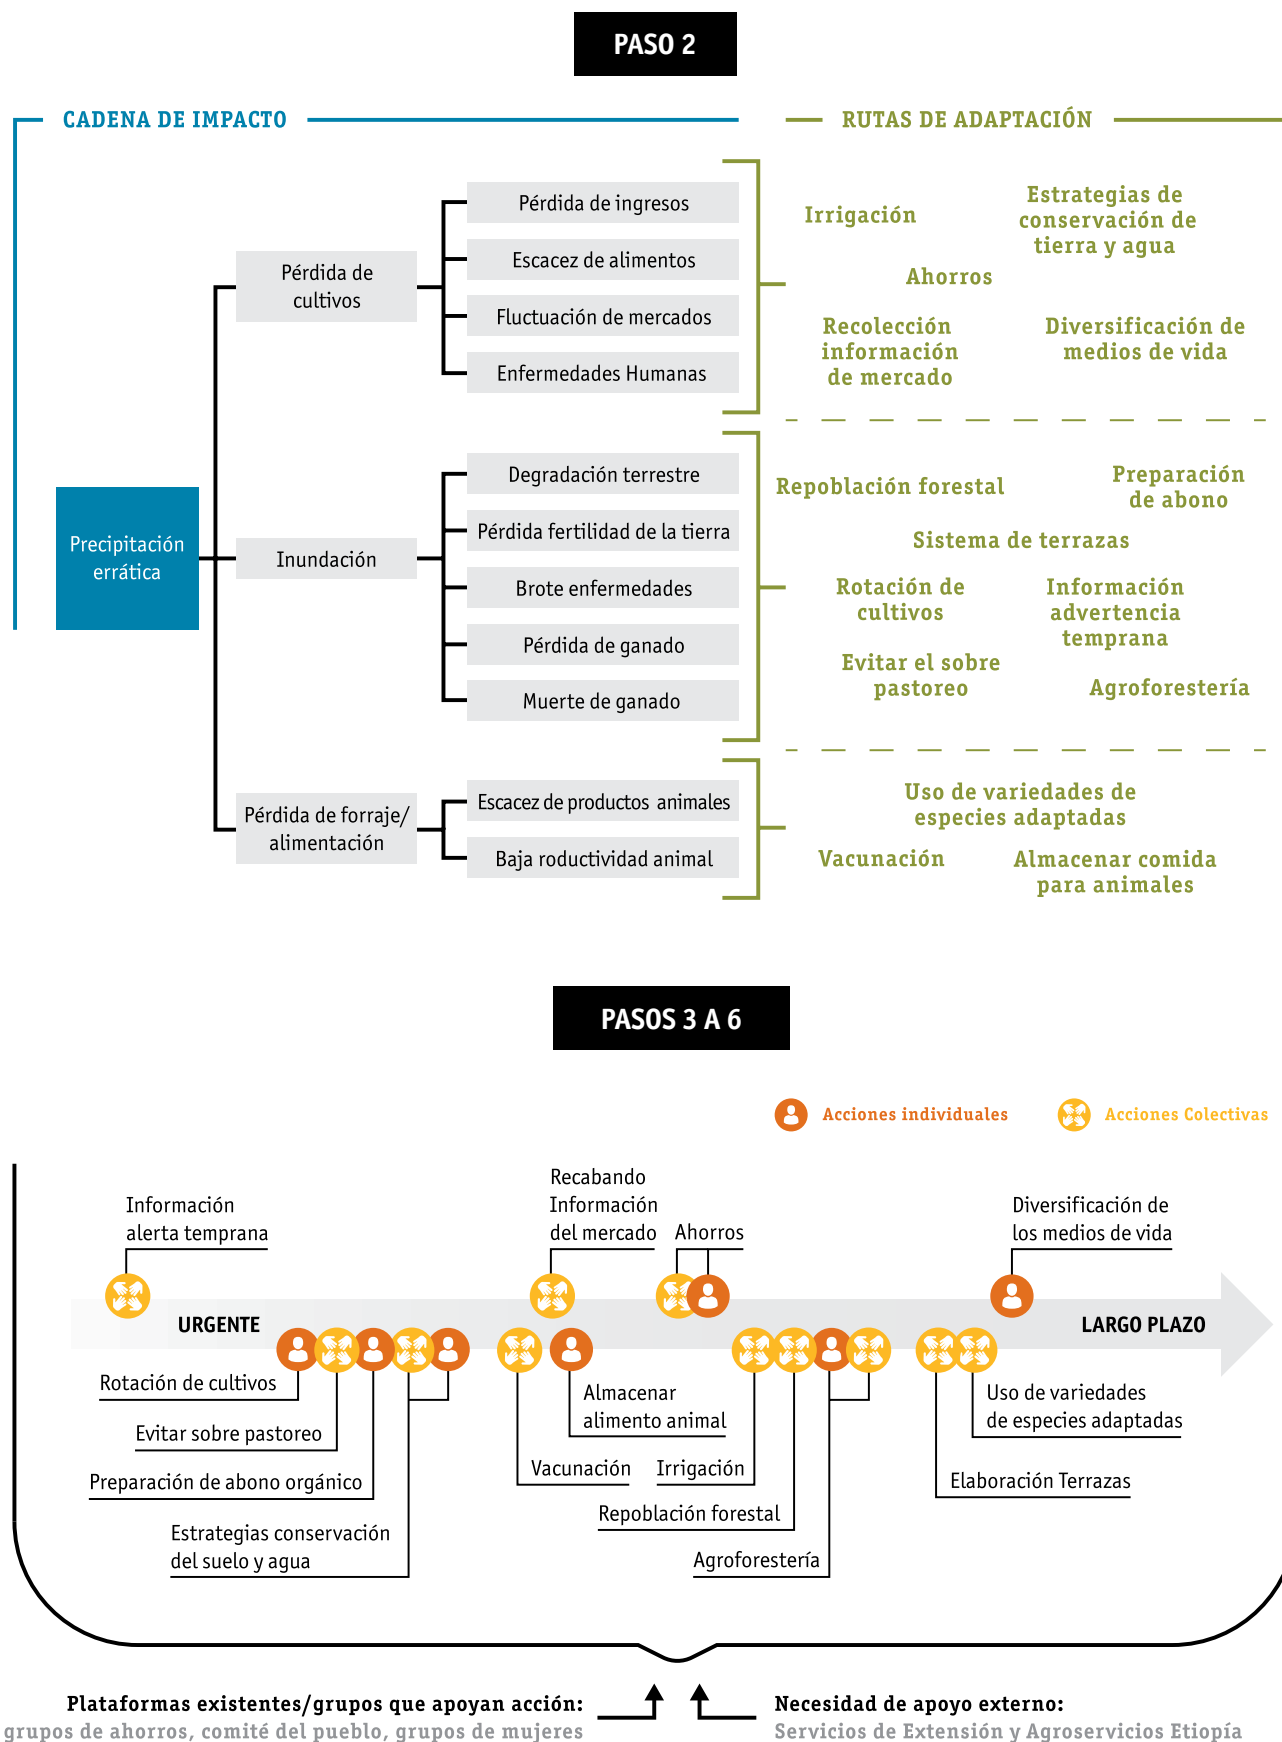 PASO 2
CADENA DE IMPACTO
RUTAS DE ADAPTACIÓN
Precipitación
errática
Pérdida de
cultivos
Pérdida de ingresos
Escacez de alimentos
Fluctuación de mercados
Enfermedades Humanas
Irrigación
Estrategias de
conservación de
tierra y agua
Ahorros
Recolección
información
de mercado
Diversificación de
medios de vida
Inundación
Degradación terrestre
Pérdida fertilidad de la tierra
Brote enfermedades
Pérdida de ganado
Muerte de ganado
Repoblación forestal
Preparación
de abono
Sistema de terrazas
Rotación de
cultivos
Información
advertencia
temprana
Evitar el sobre
pastoreo
Agroforestería
Pérdida de forraje/
alimentación
Escacez de productos animales
Baja roductividad animal
Uso de variedades de
especies adaptadas
Vacunación
Almacenar comida
para animales
PASOS 3 A 6
Acciones individuales
Acciones Colectivas
Información
alerta temprana
Recabando
Información
del mercado
Ahorros
Diversificación de
los medios de vida
URGENTE
LARGO PLAZO
Rotación de cultivos
Evitar sobre pastoreo
Preparación de abono orgánico
Estrategias conservación
del suelo y agua
Vacunación
Almacenar
alimento animal
Irrigación
Repoblación forestal
Agroforestería
Uso de variedades
de especies adaptadas
Elaboración Terrazas
Plataformas existentes/grupos que apoyan acción:
grupos de ahorros, comité del pueblo, grupos de mujeres
Necesidad de apoyo externo:
Servicios de Extensión y Agroservicios Etiopía